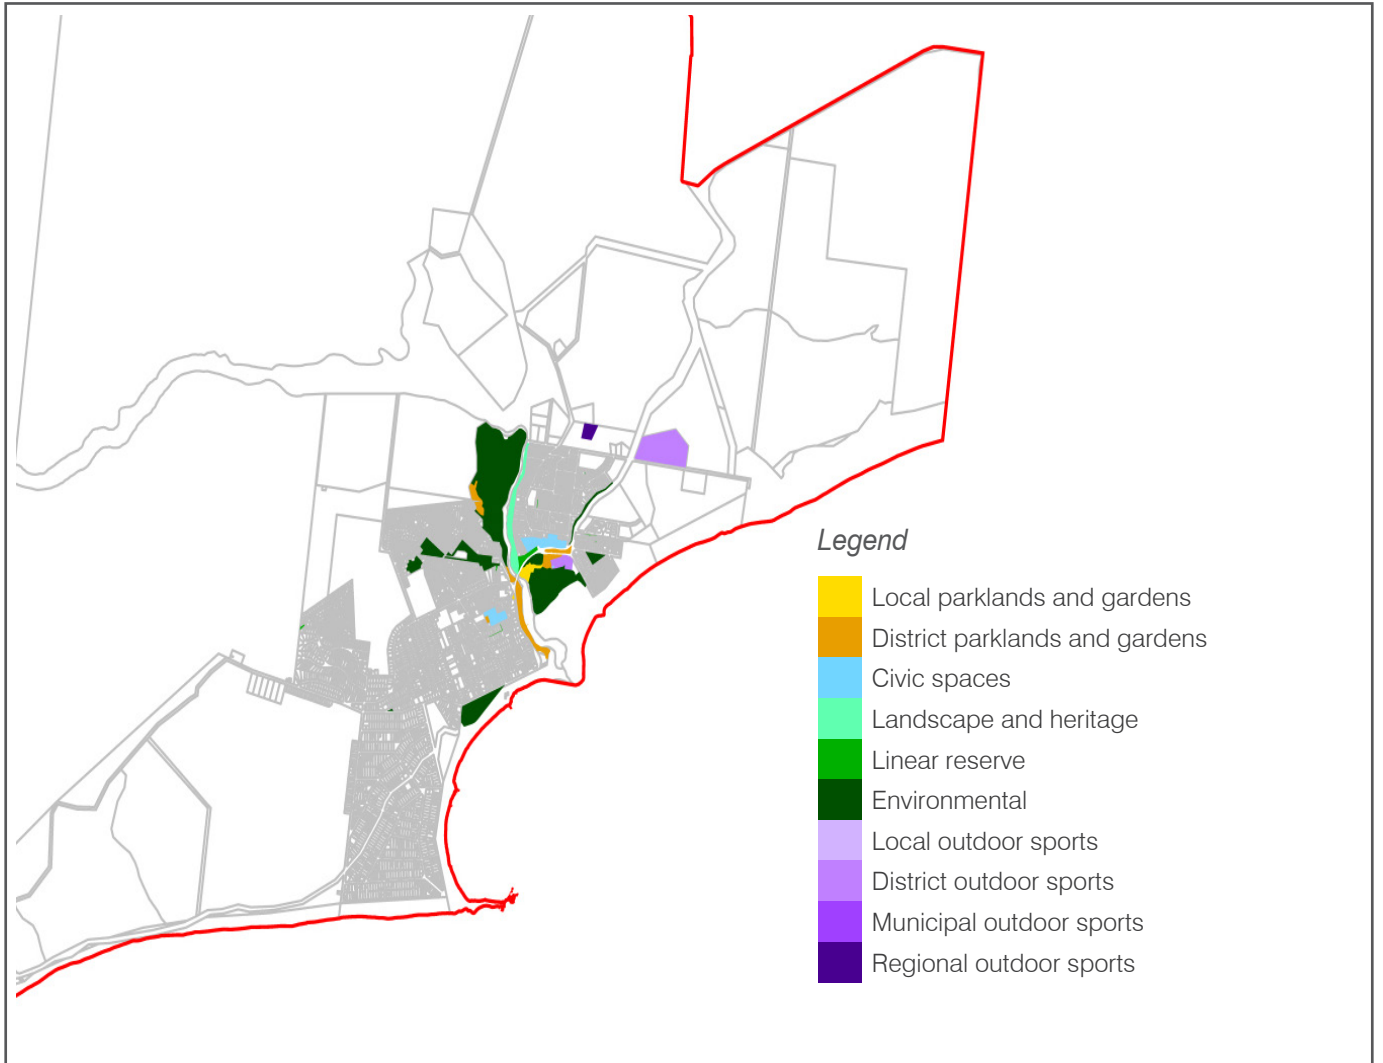 Legend
Local parklands and gardens
District parklands and gardens
Civic spaces
Landscape and heritage
Linear reserve
Environmental
Local outdoor sports
District outdoor sports
Municipal outdoor sports
Regional outdoor sports